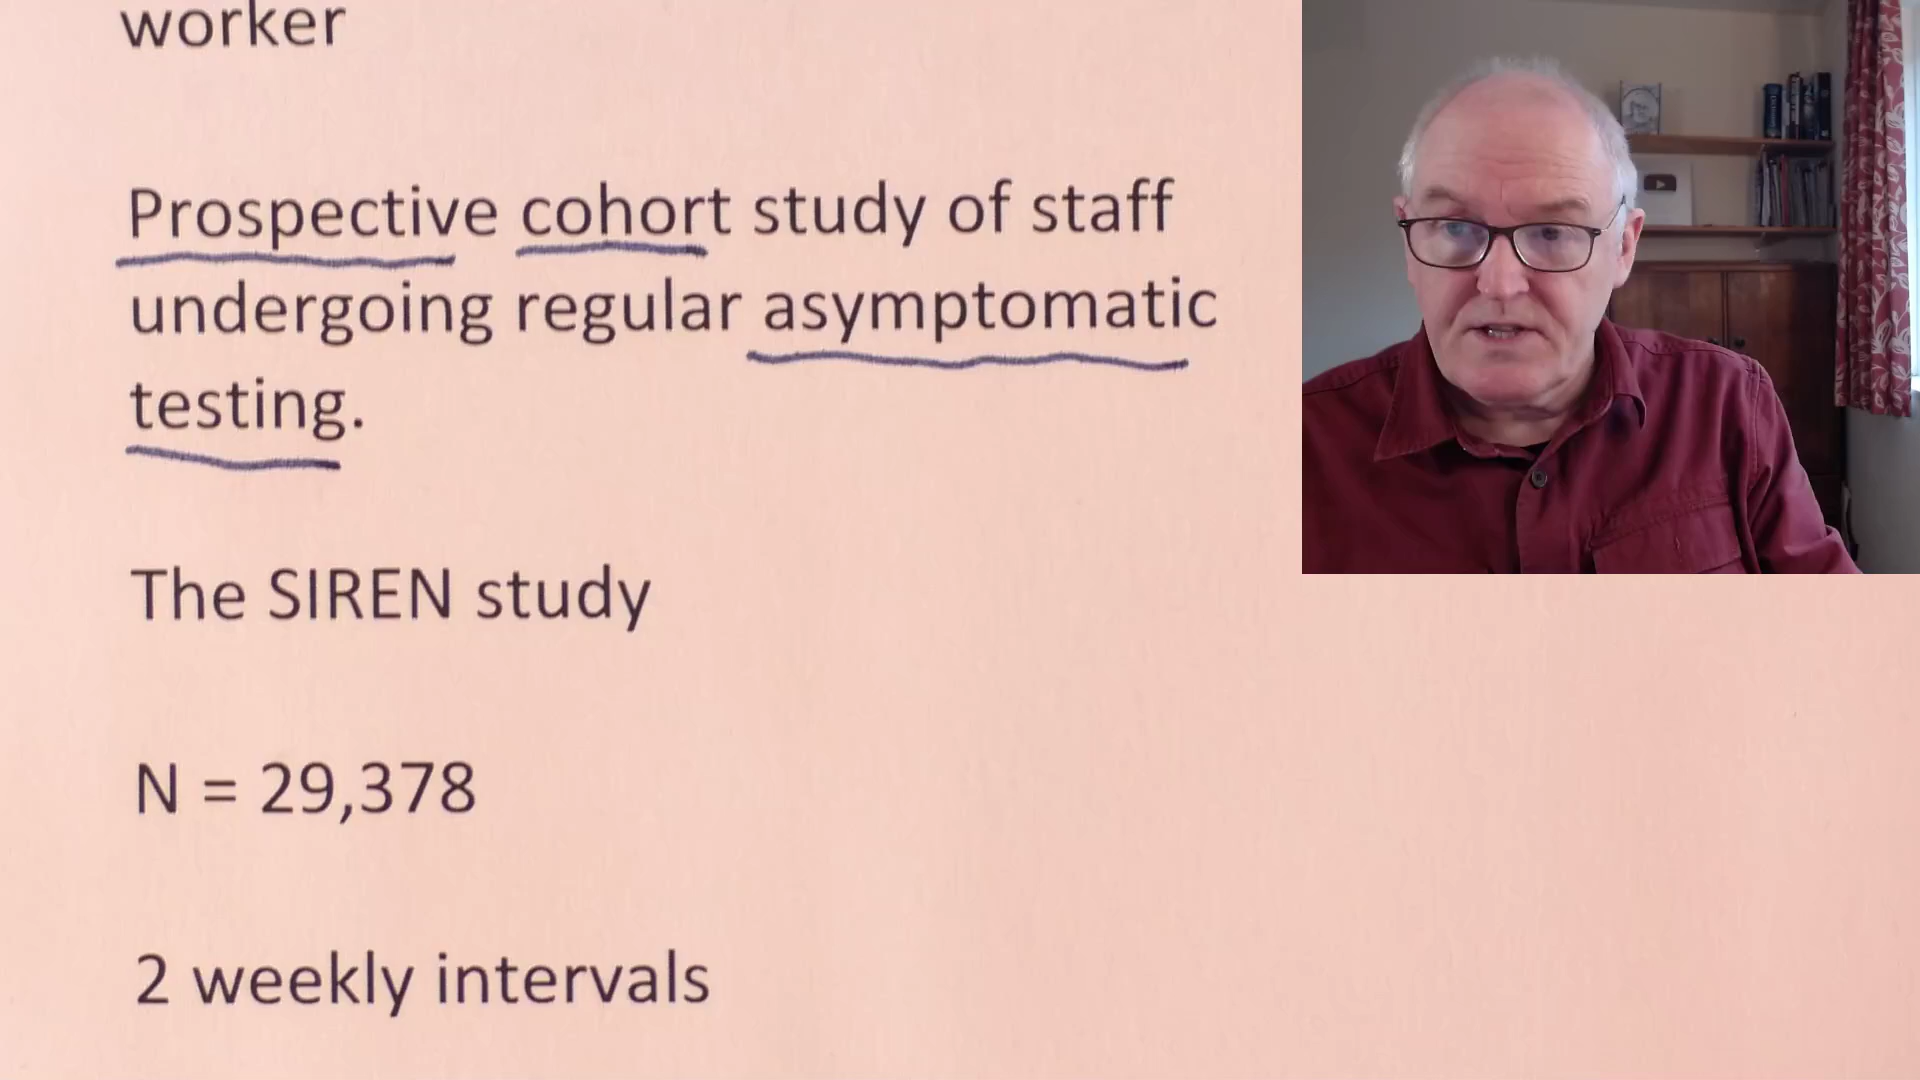 worker
Prospective cohort study of staff
undergoing regular asymptomatic
testing.
The SIREN study
N = 29,378
2 weekly intervals